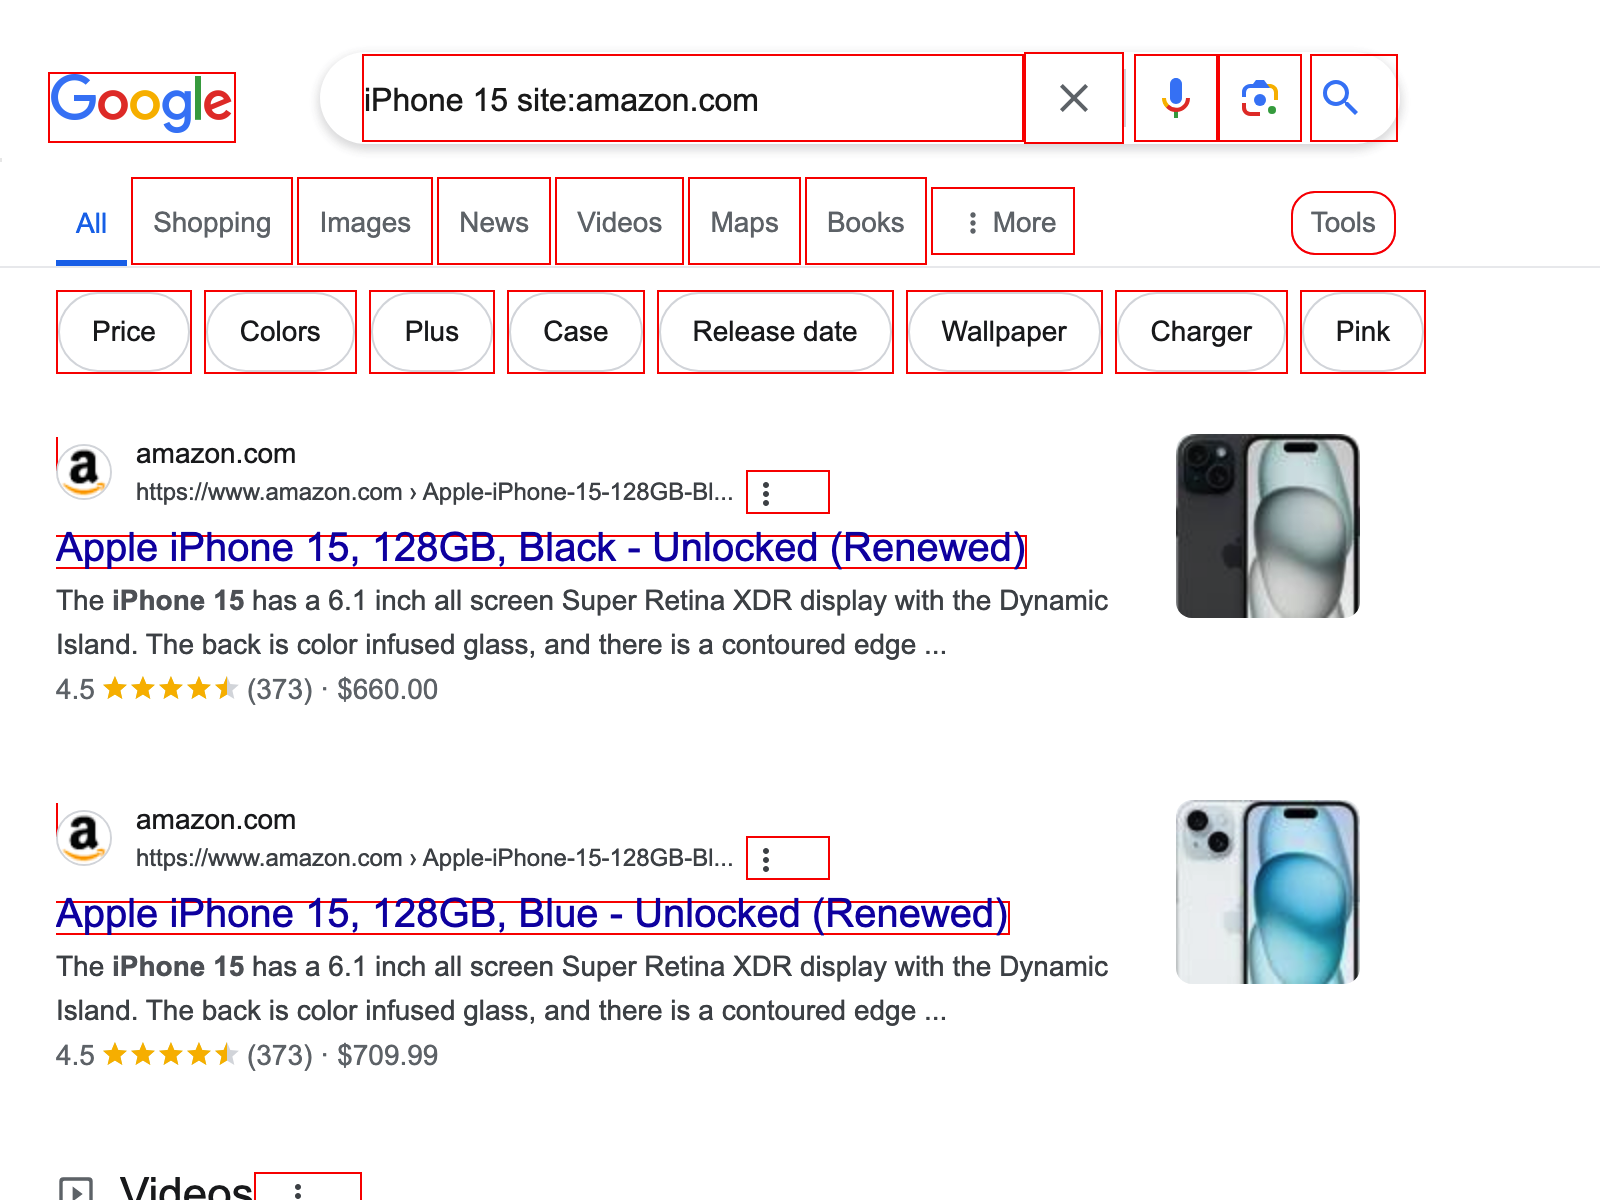 Google
iPhone 15 site:amazon.com
All Shopping Images News Videos Maps Books More Tools
Price Colors Plus Case Release date Wallpaper Charger Pink
amazon.com
https://www.amazon.com › Apple-iPhone-15-128GB-Bl...
Apple iPhone 15, 128GB, Black - Unlocked (Renewed)
The iPhone 15 has a 6.1 inch all screen Super Retina XDR display with the Dynamic
Island. The back is color infused glass, and there is a contoured edge ...
4.5 (373) · $660.00
amazon.com
https://www.amazon.com › Apple-iPhone-15-128GB-Bl...
Apple iPhone 15, 128GB, Blue - Unlocked (Renewed)
The iPhone 15 has a 6.1 inch all screen Super Retina XDR display with the Dynamic
Island. The back is color infused glass, and there is a contoured edge ...
4.5 (373) · $709.99
Videos